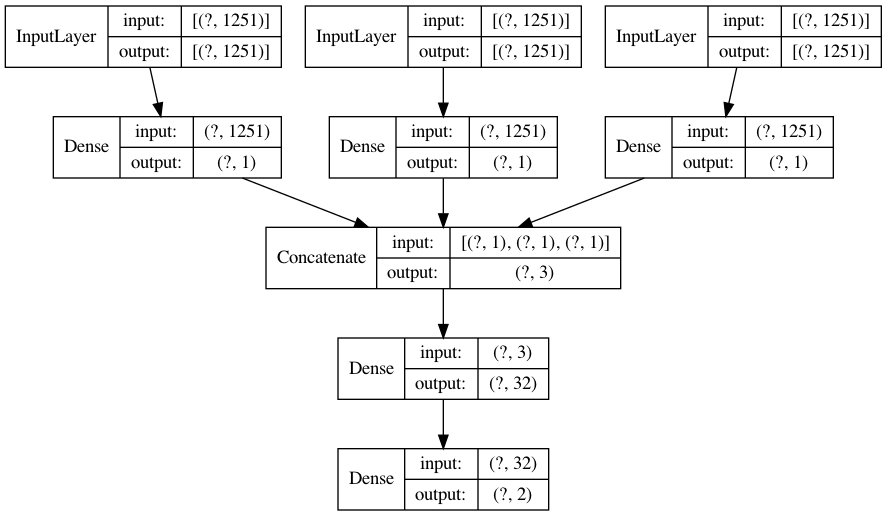 InputLayer input: [(?, 1251)] output: [(?, 1251)]
InputLayer input: [(?, 1251)] output: [(?, 1251)]
InputLayer input: [(?, 1251)] output: [(?, 1251)]
Dense input: (?, 1251) output: (?, 1)
Dense input: (?, 1251) output: (?, 1)
Dense input: (?, 1251) output: (?, 1)
Concatenate input: [(?, 1), (?, 1), (?, 1)] output: (?, 3)
Dense input: (?, 3) output: (?, 32)
Dense input: (?, 32) output: (?, 2)